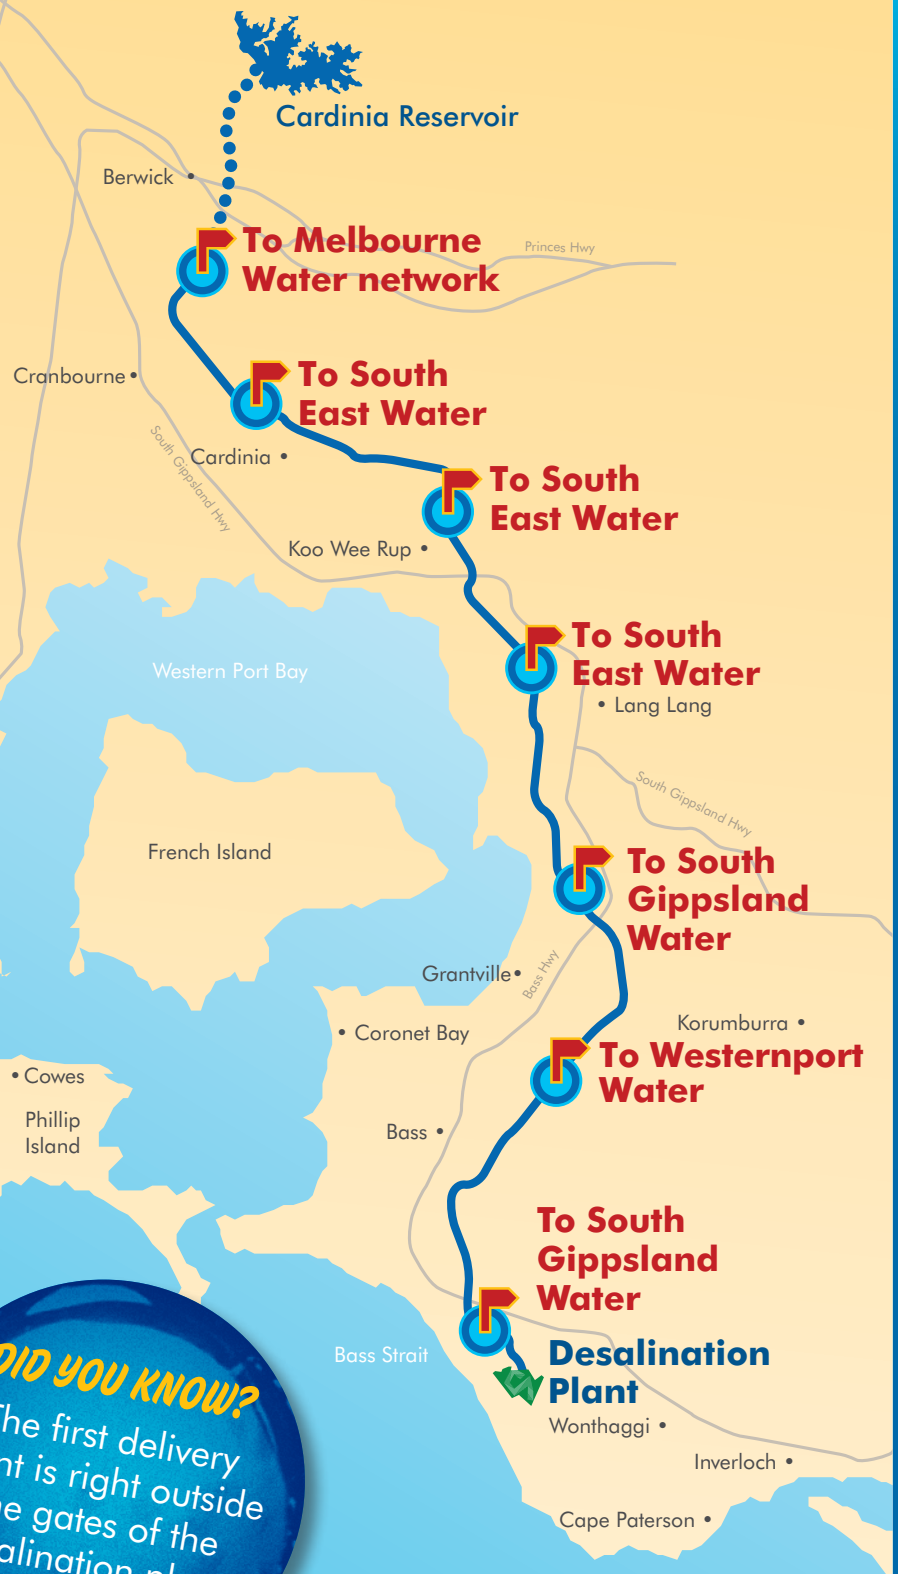 Cardinia Reservoir
Berwick
To Melbourne
Water network
Princes Hwy
Cranbourne
To South
East Water
South Gippsland Hwy
Cardinia
To South
East Water
Koo Wee Rup
To South
East Water
Western Port Bay
Lang Lang
South Gippsland Hwy
French Island
To South
Gippsland
Water
Grantville
Bass Hwy
Coronet Bay
Korumburra
To Westernport
Water
Cowes
Phillip
Island
Bass
To South
Gippsland
Water
Bass Strait
Desalination
Plant
Wonthaggi
Inverloch
Cape Paterson
DID YOU KNOW?
The first delivery
nt is right outside
e gates of the